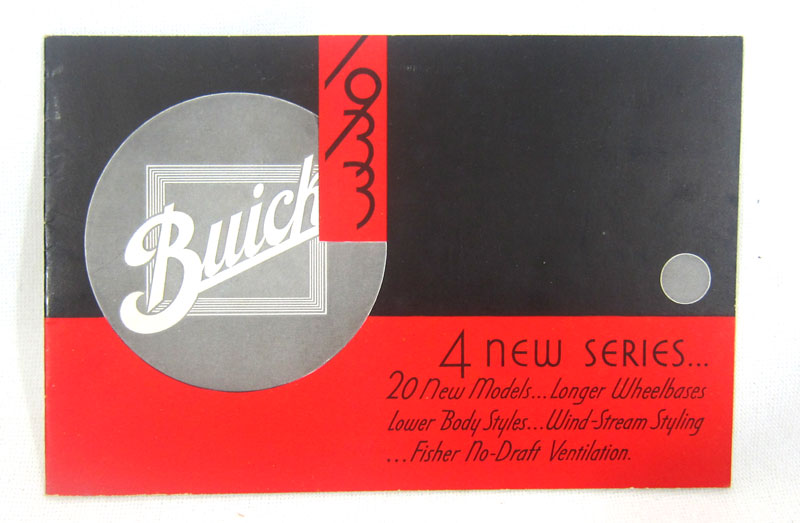 1933
Buick
4 new series...
20 New Models...Longer Wheelbases
Lower Body Styles...Wind-Stream Styling
...Fisher No-Draft Ventilation.